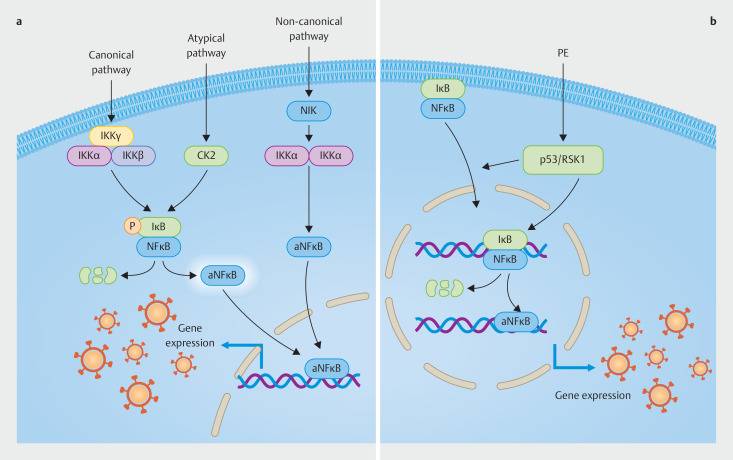 a
Canonical
pathway
Atypical
pathway
Non-canonical
pathway
IKKγ
IKKα
IKKβ
CK2
NIK
IKKα
IKKα
P
IκB
NFκB
aNFκB
aNFκB
Gene
expression
aNFκB
b
PE
IκB
NFκB
p53/RSK1
IκB
NFκB
aNFκB
Gene expression